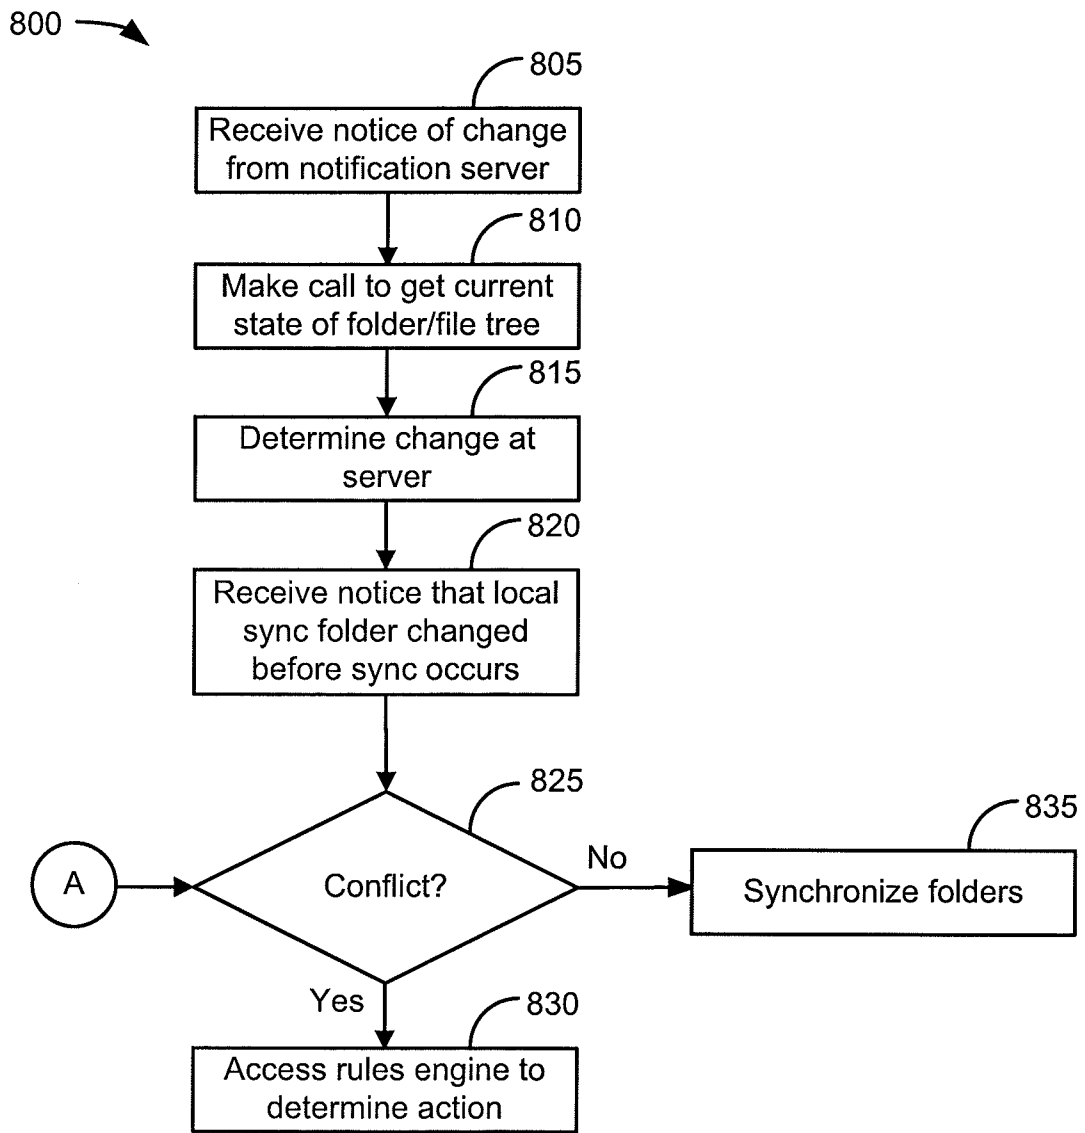 800
805
Receive notice of change
from notification server
810
Make call to get current
state of folder/file tree
815
Determine change at
server
820
Receive notice that local
sync folder changed
before sync occurs
825
835
A
Conflict?
No
Synchronize folders
Yes
830
Access rules engine to
determine action